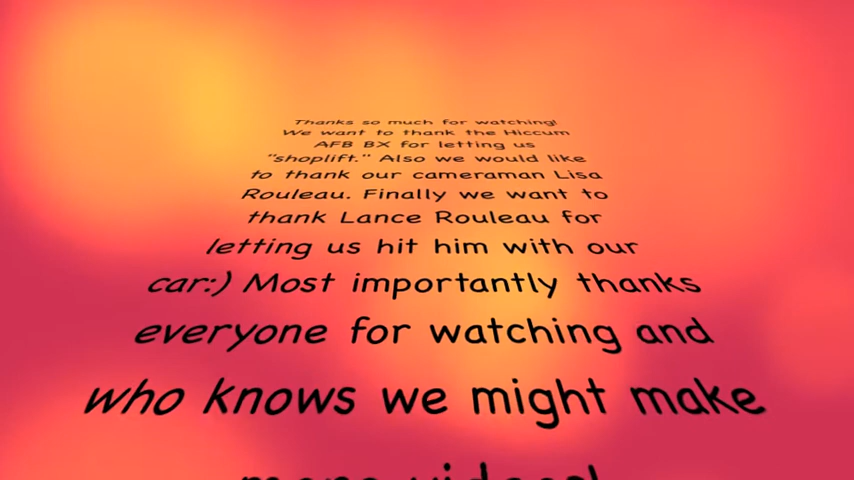 Thanks so much for watching!
We want to thank the Hiccum
AFB BX for letting us
"shoplift." Also we would like
to thank our cameraman Lisa
Rouleau. Finally we want to
thank Lance Rouleau for
letting us hit him with our
car:) Most importantly thanks
everyone for watching and
who knows we might make
more videos!